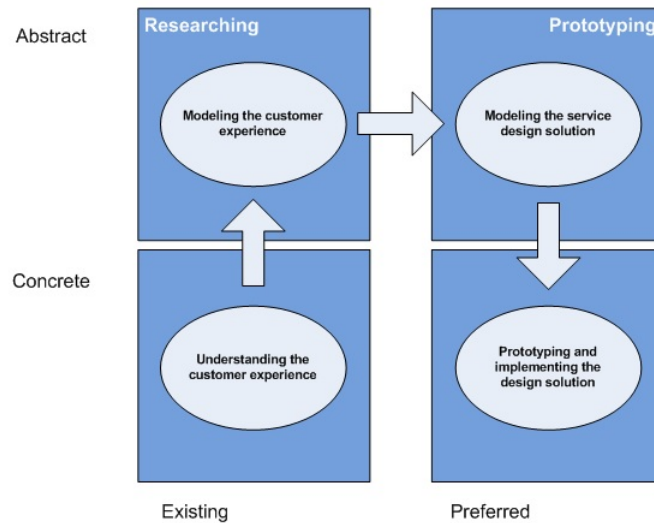 Abstract
Researching
Prototyping
Modeling the customer
experience
Modeling the service
design solution
Concrete
Understanding the
customer experience
Prototyping and
implementing the
design solution
Existing
Preferred